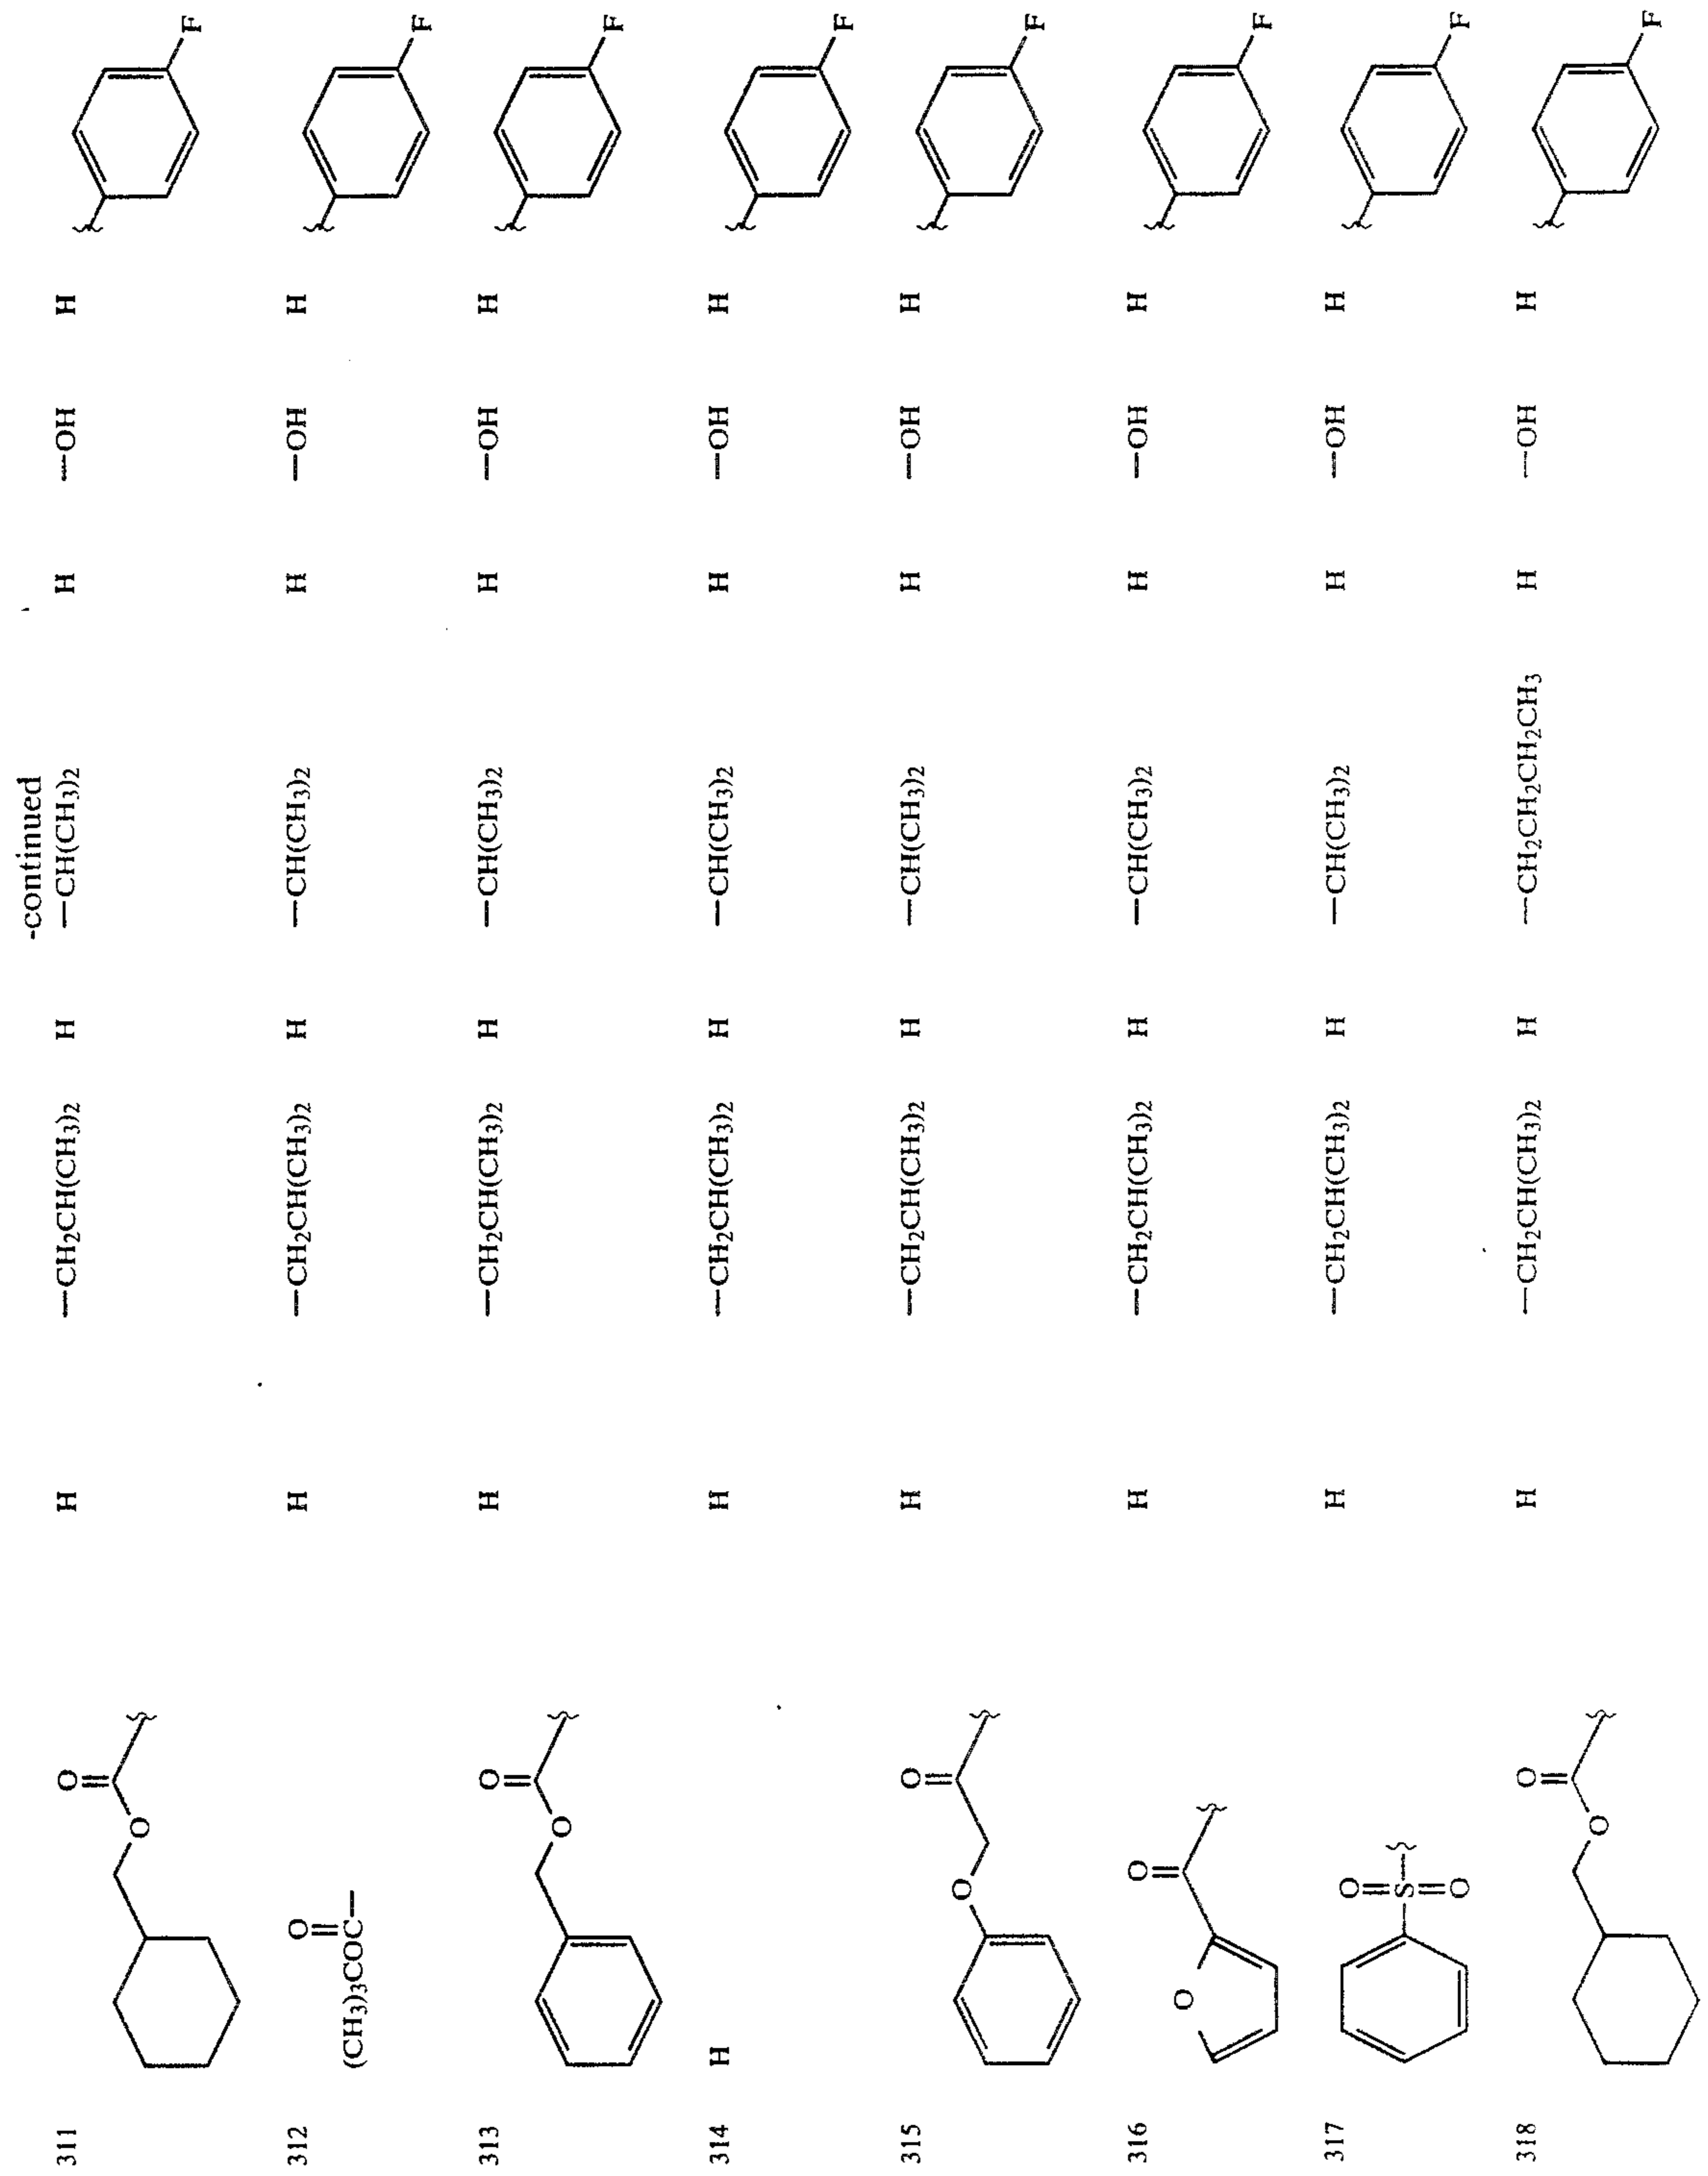 -continued
311 O O H —CH2CH(CH3)2 H —CH(CH3)2 H —OH H F
312 O (CH3)3COC— H —CH2CH(CH3)2 H —CH(CH3)2 H —OH H F
313 O O H —CH2CH(CH3)2 H —CH(CH3)2 H —OH H F
314 H H —CH2CH(CH3)2 H —CH(CH3)2 H —OH H F
315 O O H —CH2CH(CH3)2 H —CH(CH3)2 H —OH H F
316 O O H —CH2CH(CH3)2 H —CH(CH3)2 H —OH H F
317 O S O H —CH2CH(CH3)2 H —CH(CH3)2 H —OH H F
318 O O H —CH2CH(CH3)2 H —CH2CH2CH2CH3 H —OH H F